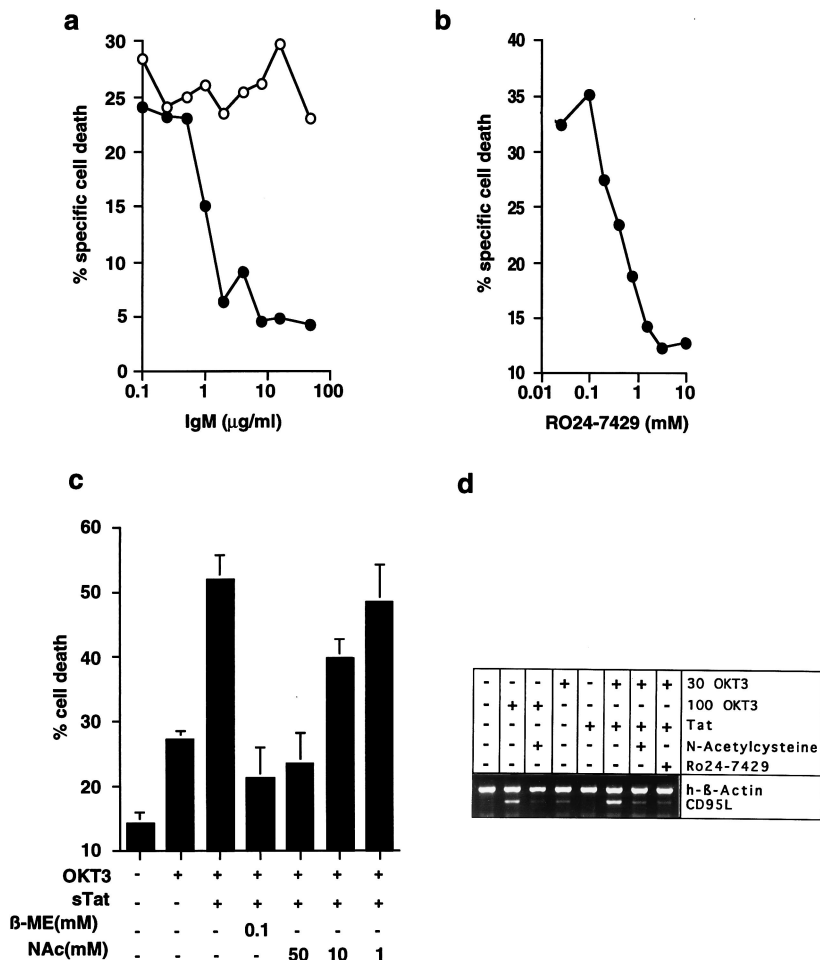 a
% specific cell death
30
25
20
15
10
5
0
0.1 1 10 100
IgM (μg/ml)
b
% specific cell death
40
35
30
25
20
15
10
0.01 0.1 1 10
RO24-7429 (mM)
c
% cell death
60
50
40
30
20
10
OKT3 - + + + + + +
sTat - - + + + + +
ß-ME(mM) - - - 0.1 - - -
NAc(mM) - - - - 50 10 1
d
- - - + - + + + 30 OKT3
- + + - - - - - 100 OKT3
- - - - + + + + Tat
- - + - - - + - N-Acetylcysteine
- - - - - - - + Ro24-7429
h-ß-Actin
CD95L